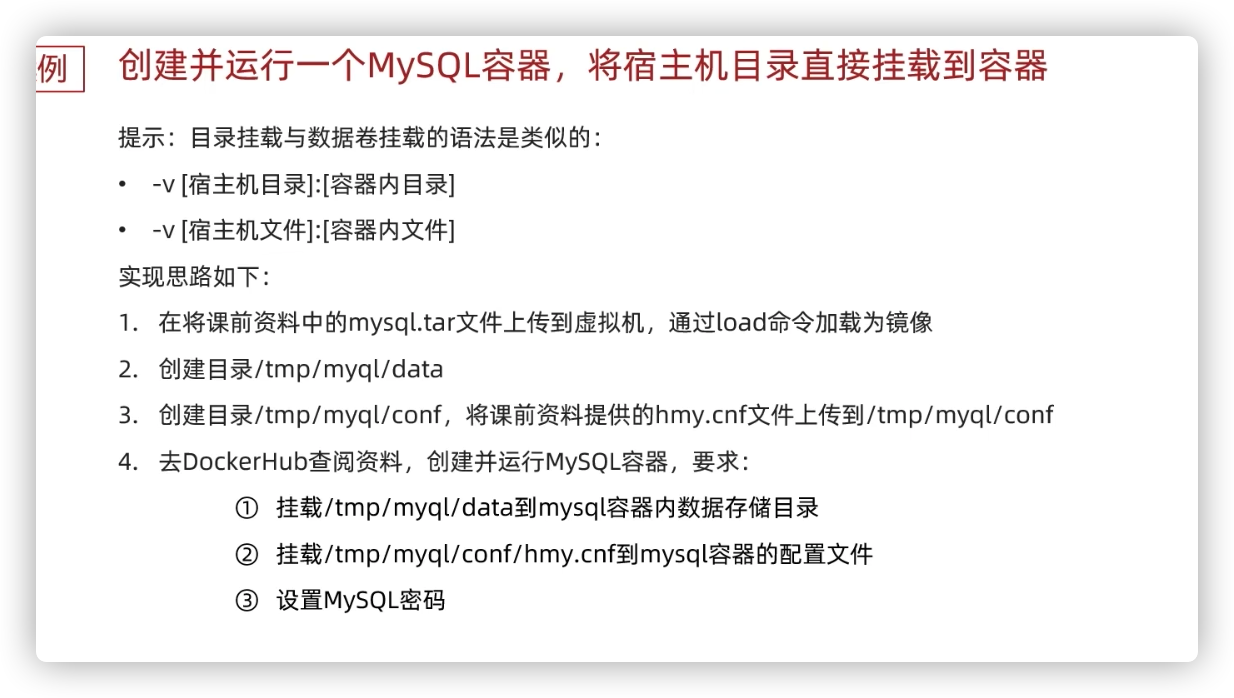 例
创建并运行一个MySQL容器，将宿主机目录直接挂载到容器
提示：目录挂载与数据卷挂载的语法是类似的：
• -v [宿主机目录]:[容器内目录]
• -v [宿主机文件]:[容器内文件]
实现思路如下：
1. 在将课前资料中的mysql.tar文件上传到虚拟机，通过load命令加载为镜像
2. 创建目录/tmp/myql/data
3. 创建目录/tmp/myql/conf，将课前资料提供的hmy.cnf文件上传到/tmp/myql/conf
4. 去DockerHub查阅资料，创建并运行MySQL容器，要求：
① 挂载/tmp/myql/data到mysql容器内数据存储目录
② 挂载/tmp/myql/conf/hmy.cnf到mysql容器的配置文件
③ 设置MySQL密码